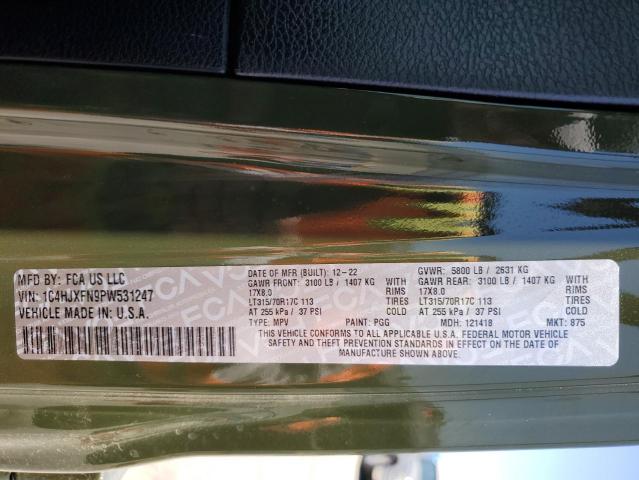 MFD BY: FCA US LLC
VIN: 1C4HJXFN9PW531247
VEHICLE MADE IN: U.S.A.
DATE OF MFR (BUILT): 12-22
GVWR: 5800 LB / 2631 KG
GAWR FRONT: 3100 LB / 1407 KG WITH GAWR REAR: 3100 LB / 1407 KG WITH
17X8.0 RIMS 17X8.0 RIMS
LT315/70R17C 113 TIRES LT315/70R17C 113 TIRES
AT 255 kPa / 37 PSI COLD AT 255 kPa / 37 PSI COLD
TYPE: MPV PAINT: PGG MDH: 121418 MKT: 875
THIS VEHICLE CONFORMS TO ALL APPLICABLE U.S.A. FEDERAL MOTOR VEHICLE
SAFETY AND THEFT PREVENTION STANDARDS IN EFFECT ON THE DATE OF
MANUFACTURE SHOWN ABOVE.